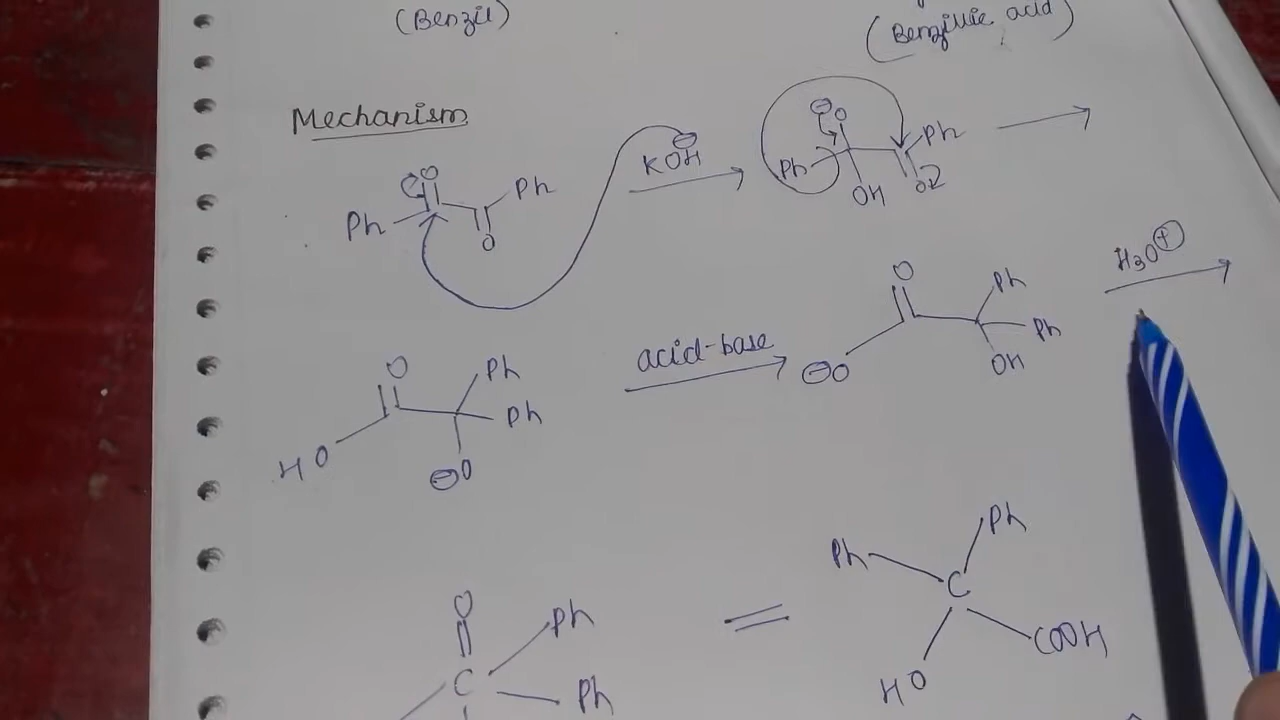 (Benzil)
(Benzilic acid)
Mechanism
O Ph
Ph O
KOH ⊖
⊖O Ph
Ph
OH O
H3O⊕
O Ph
Ph
⊖O OH
acid-base
O Ph
Ph
HO ⊖O
Ph
Ph C
HO COOH
=
O Ph
C Ph